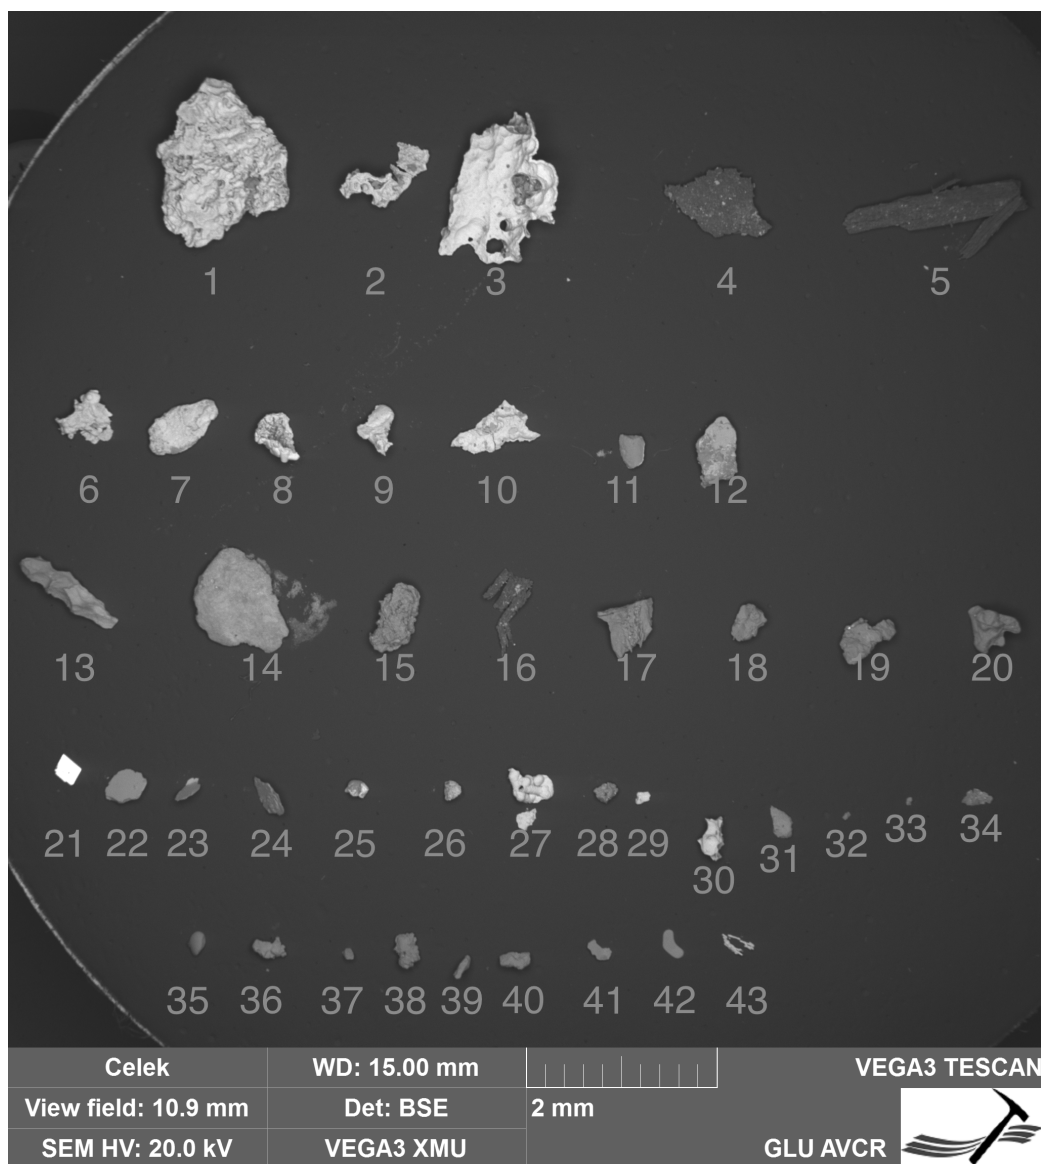 1 2 3 4 5
6 7 8 9 10 11 12
13 14 15 16 17 18 19 20
21 22 23 24 25 26 27 28 29 30 31 32 33 34
35 36 37 38 39 40 41 42 43
Celek WD: 15.00 mm VEGA3 TESCAN
View field: 10.9 mm Det: BSE 2 mm
SEM HV: 20.0 kV VEGA3 XMU GLU AVCR